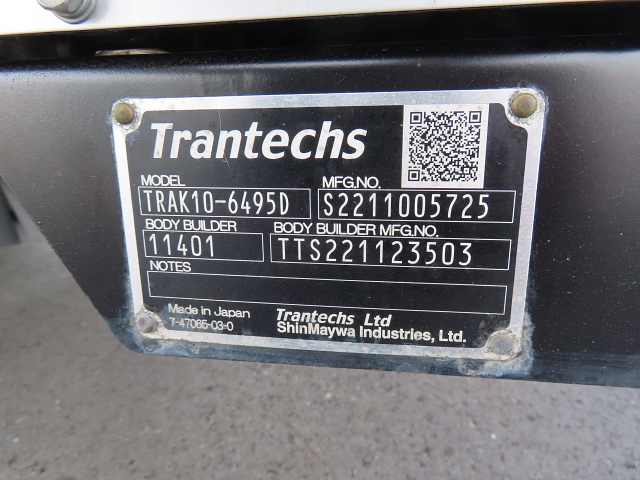 Trantechs
MODEL MFG.NO.
TRAK10-6495D S2211005725
BODY BUILDER BODY BUILDER MFG.NO.
11401 TTS221123503
NOTES
Made in Japan Trantechs Ltd
7-47065-03-0 ShinMaywa Industries, Ltd.